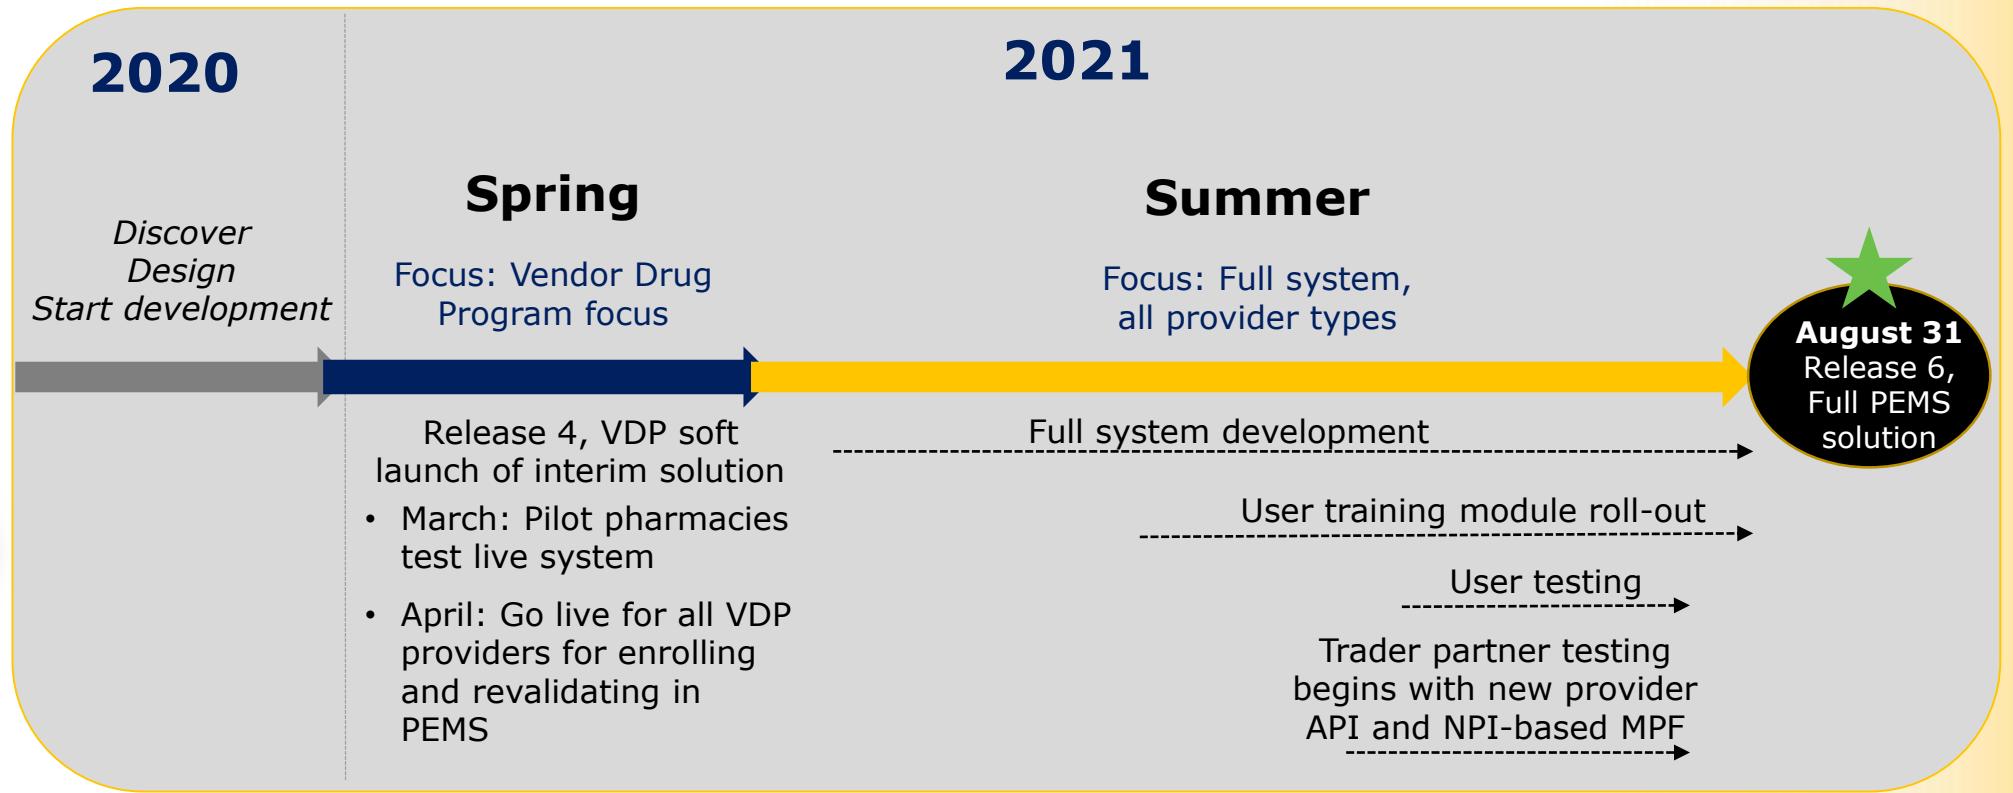 2020
2021
Discover
Design
Start development
Spring
Focus: Vendor Drug
Program focus
Release 4, VDP soft
launch of interim solution
• March: Pilot pharmacies
test live system
• April: Go live for all VDP
providers for enrolling
and revalidating in
PEMS
Summer
Focus: Full system,
all provider types
Full system development
User training module roll-out
User testing
Trader partner testing
begins with new provider
API and NPI-based MPF
August 31
Release 6,
Full PEMS
solution